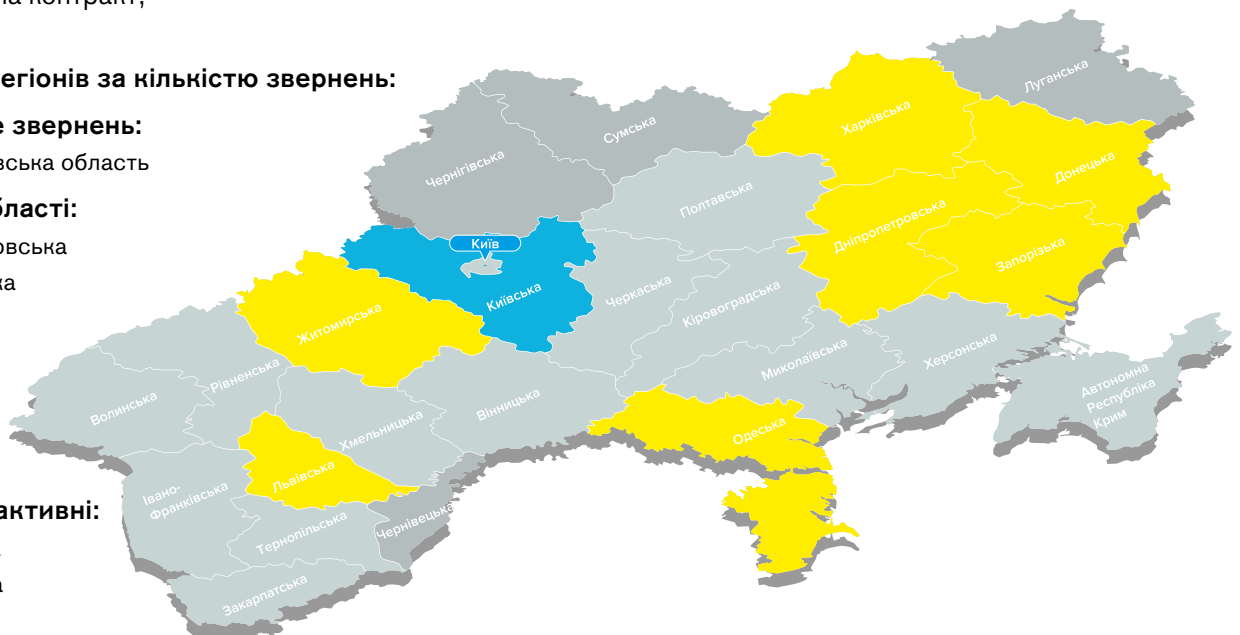 на контракт,
егіонів за кількістю звернень:
е звернень:
вська область
бласті:
овська
ка
активні:
а
Луганська
Харківська
Сумська
Донецька
Чернігівська
Полтавська
Дніпропетровська
Запорізька
Київ
Київська
Черкаська
Кіровоградська
Житомирська
Миколаївська
Херсонська
Рівненська
Волинська
Хмельницька
Вінницька
Автономна
Республіка
Крим
Одеська
Львівська
Івано-
Франківська
Тернопільська
Чернівецька
Закарпатська